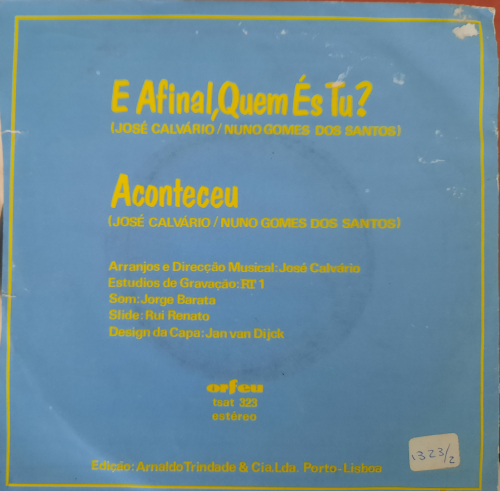 E Afinal, Quem És Tu?
(JOSÉ CALVÁRIO / NUNO GOMES DOS SANTOS)
Aconteceu
(JOSÉ CALVÁRIO / NUNO GOMES DOS SANTOS)
Arranjos e Direcção Musical: José Calvário
Estudios de Gravação: RT 1
Som: Jorge Barata
Slide: Rui Renato
Design da Capa: Jan van Dijck
orfeu
tsat 323
estéreo
1323/2
Edição: Arnaldo Trindade & Cia. Lda. Porto-Lisboa